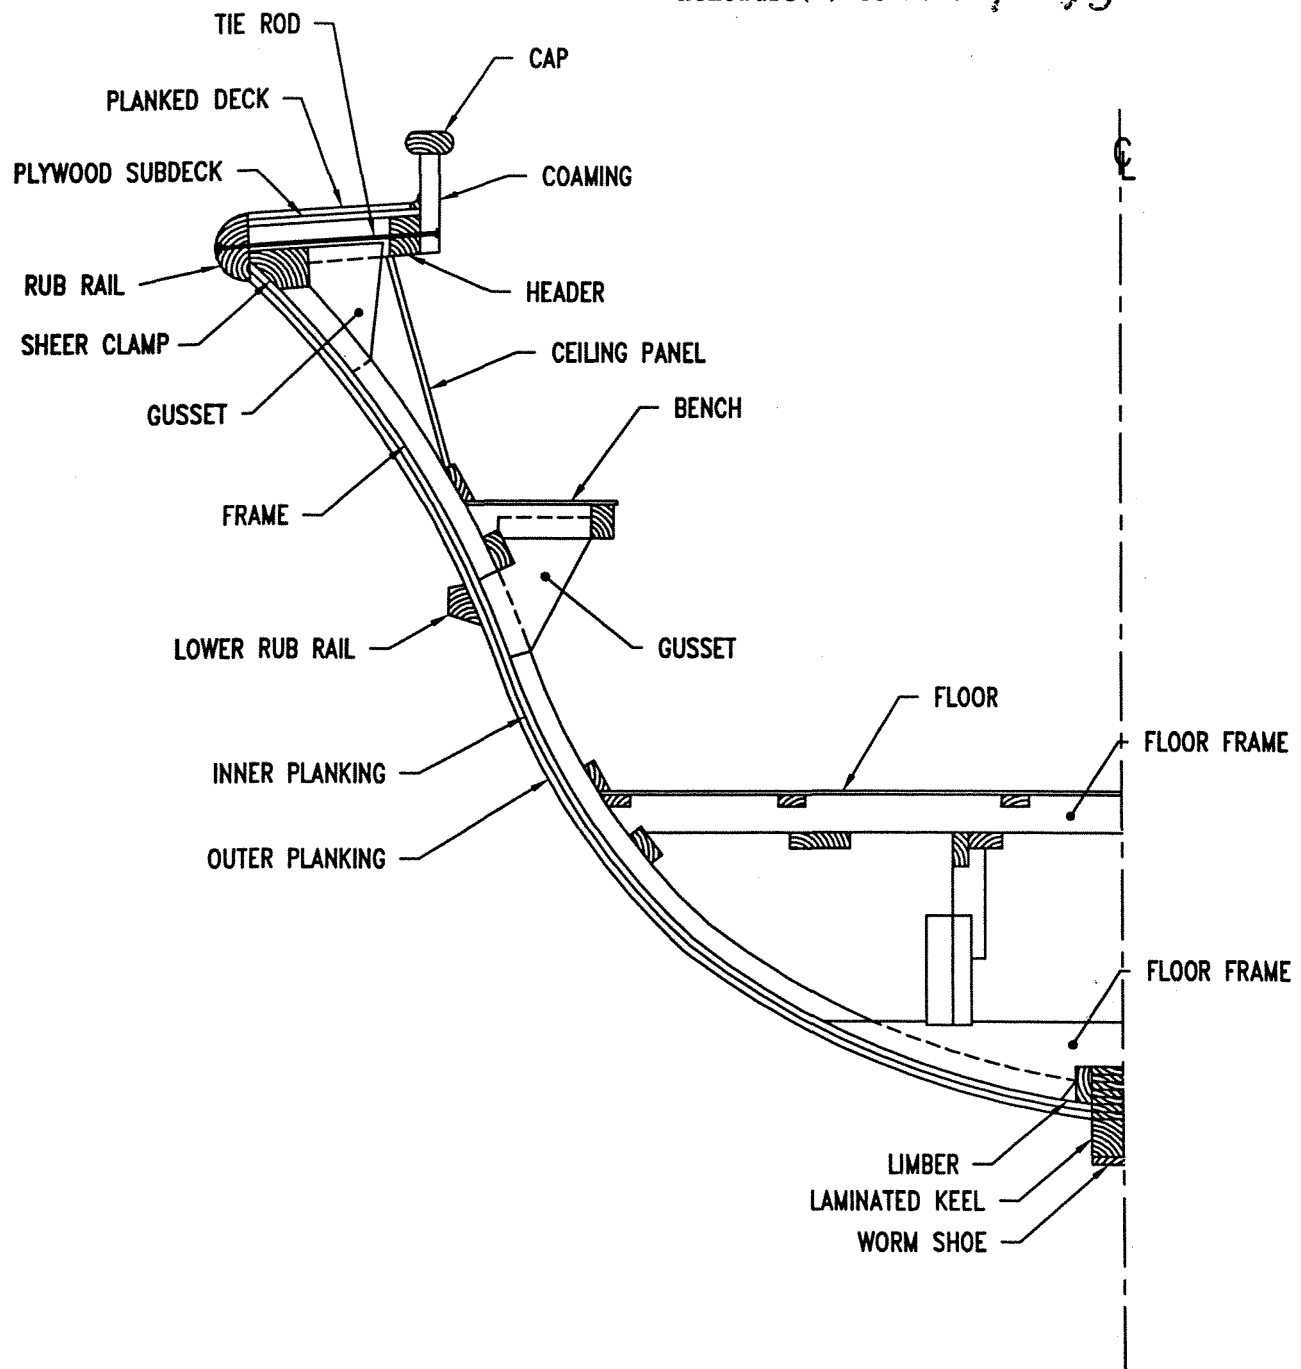 TIE ROD
CAP
PLANKED DECK
PLYWOOD SUBDECK
COAMING
℄
RUB RAIL
HEADER
SHEER CLAMP
CEILING PANEL
GUSSET
BENCH
FRAME
LOWER RUB RAIL
GUSSET
FLOOR
FLOOR FRAME
INNER PLANKING
OUTER PLANKING
FLOOR FRAME
LIMBER
LAMINATED KEEL
WORM SHOE